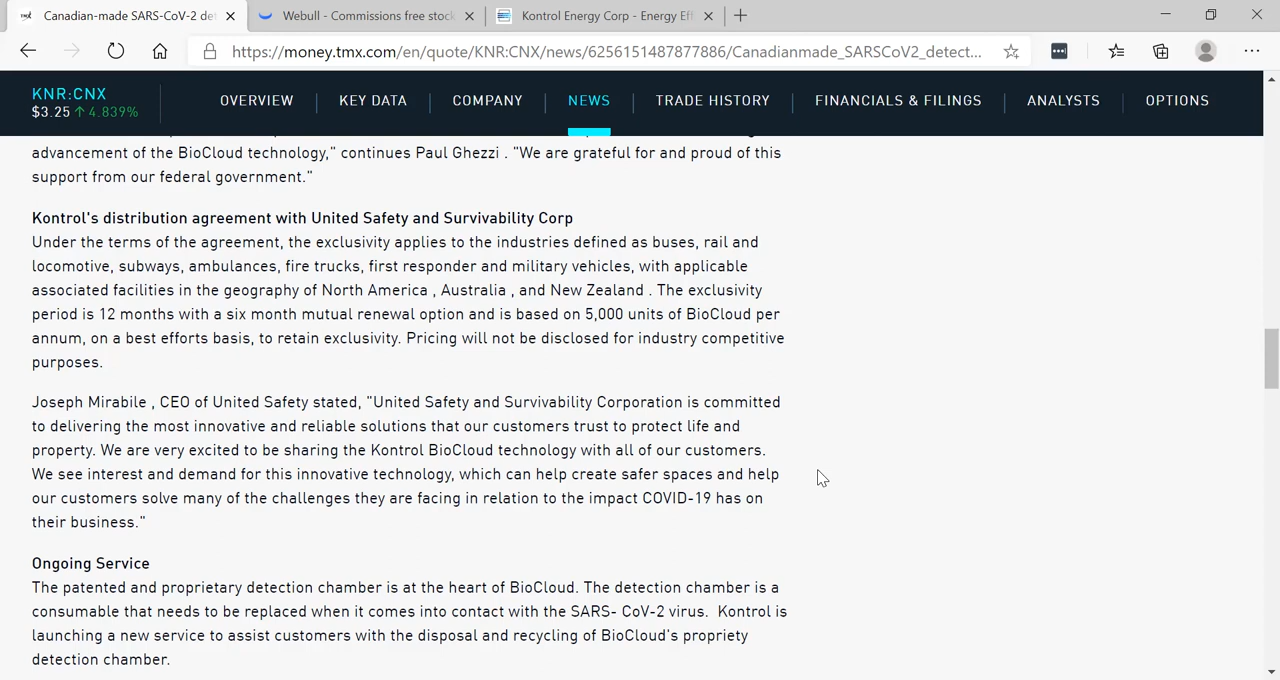 Canadian-made SARS-CoV-2 det
Webull - Commissions free stock
Kontrol Energy Corp - Energy Eff
https://money.tmx.com/en/quote/KNR:CNX/news/6256151487877886/Canadianmade_SARSCoV2_detect...
KNR:CNX
$3.25 ↑ 4.839%
OVERVIEW
KEY DATA
COMPANY
NEWS
TRADE HISTORY
FINANCIALS & FILINGS
ANALYSTS
OPTIONS
advancement of the BioCloud technology," continues Paul Ghezzi . "We are grateful for and proud of this
support from our federal government."
Kontrol's distribution agreement with United Safety and Survivability Corp
Under the terms of the agreement, the exclusivity applies to the industries defined as buses, rail and
locomotive, subways, ambulances, fire trucks, first responder and military vehicles, with applicable
associated facilities in the geography of North America , Australia , and New Zealand . The exclusivity
period is 12 months with a six month mutual renewal option and is based on 5,000 units of BioCloud per
annum, on a best efforts basis, to retain exclusivity. Pricing will not be disclosed for industry competitive
purposes.
Joseph Mirabile , CEO of United Safety stated, "United Safety and Survivability Corporation is committed
to delivering the most innovative and reliable solutions that our customers trust to protect life and
property. We are very excited to be sharing the Kontrol BioCloud technology with all of our customers.
We see interest and demand for this innovative technology, which can help create safer spaces and help
our customers solve many of the challenges they are facing in relation to the impact COVID-19 has on
their business."
Ongoing Service
The patented and proprietary detection chamber is at the heart of BioCloud. The detection chamber is a
consumable that needs to be replaced when it comes into contact with the SARS- CoV-2 virus.  Kontrol is
launching a new service to assist customers with the disposal and recycling of BioCloud's propriety
detection chamber.